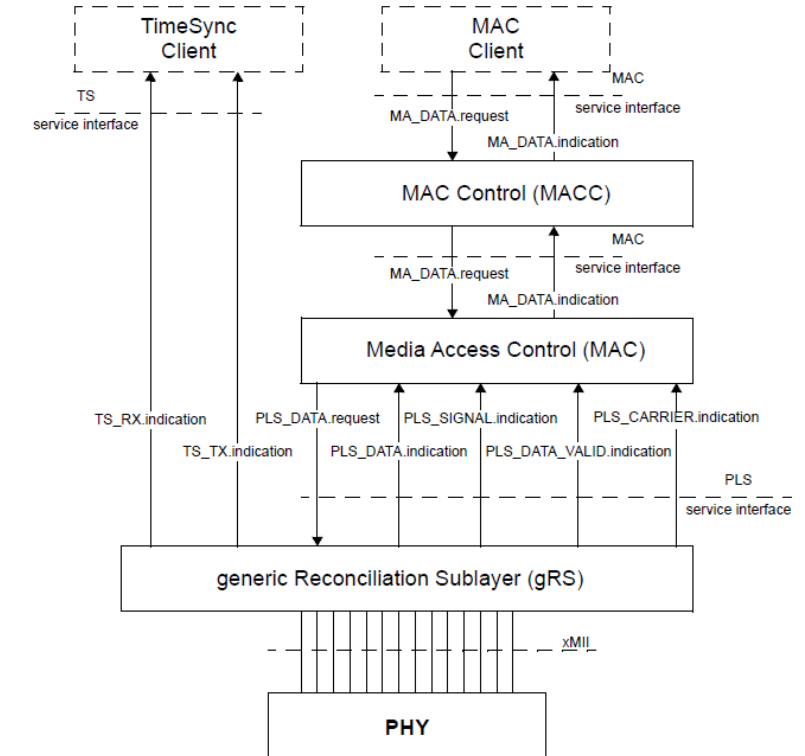 TimeSync
Client
MAC
Client
TS
service interface
MAC
service interface
MA_DATA.request
MA_DATA.indication
MAC Control (MACC)
MAC
service interface
MA_DATA.request
MA_DATA.indication
Media Access Control (MAC)
TS_RX.indication
PLS_DATA.request
PLS_SIGNAL.indication
PLS_CARRIER.indication
TS_TX.indication
PLS_DATA.indication
PLS_DATA_VALID.indication
PLS
service interface
generic Reconciliation Sublayer (gRS)
xMII
PHY